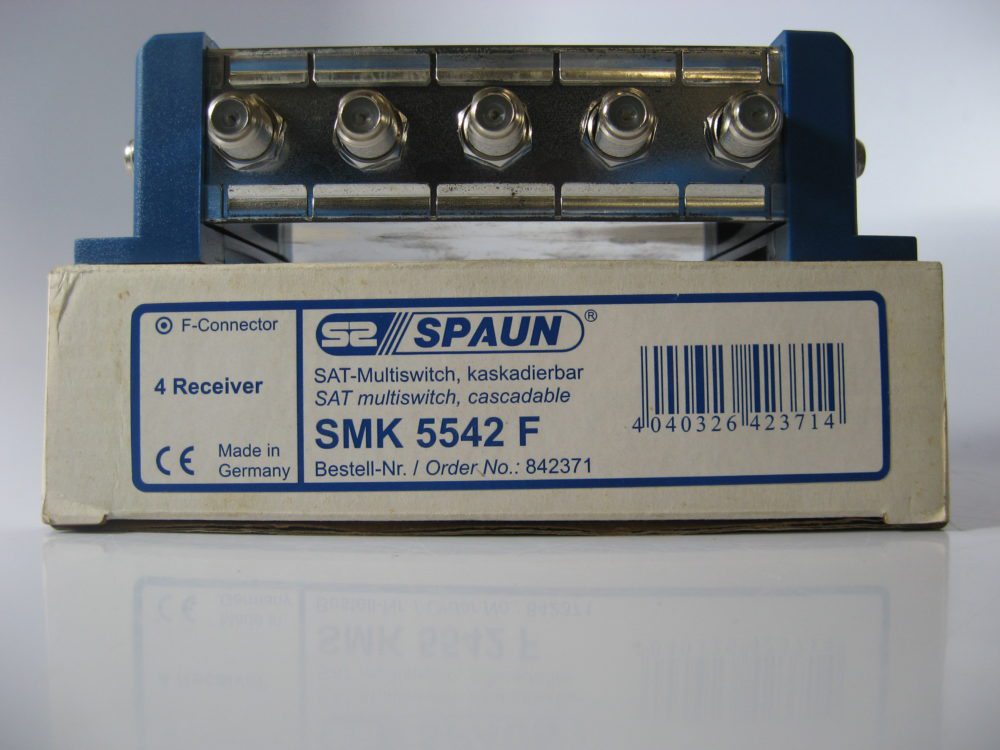 F-Connector
4 Receiver
CE Made in
Germany
SPAUN ®
SAT-Multiswitch, kaskadierbar
SAT multiswitch, cascadable
SMK 5542 F
Bestell-Nr. / Order No.: 842371
4 040326 423714